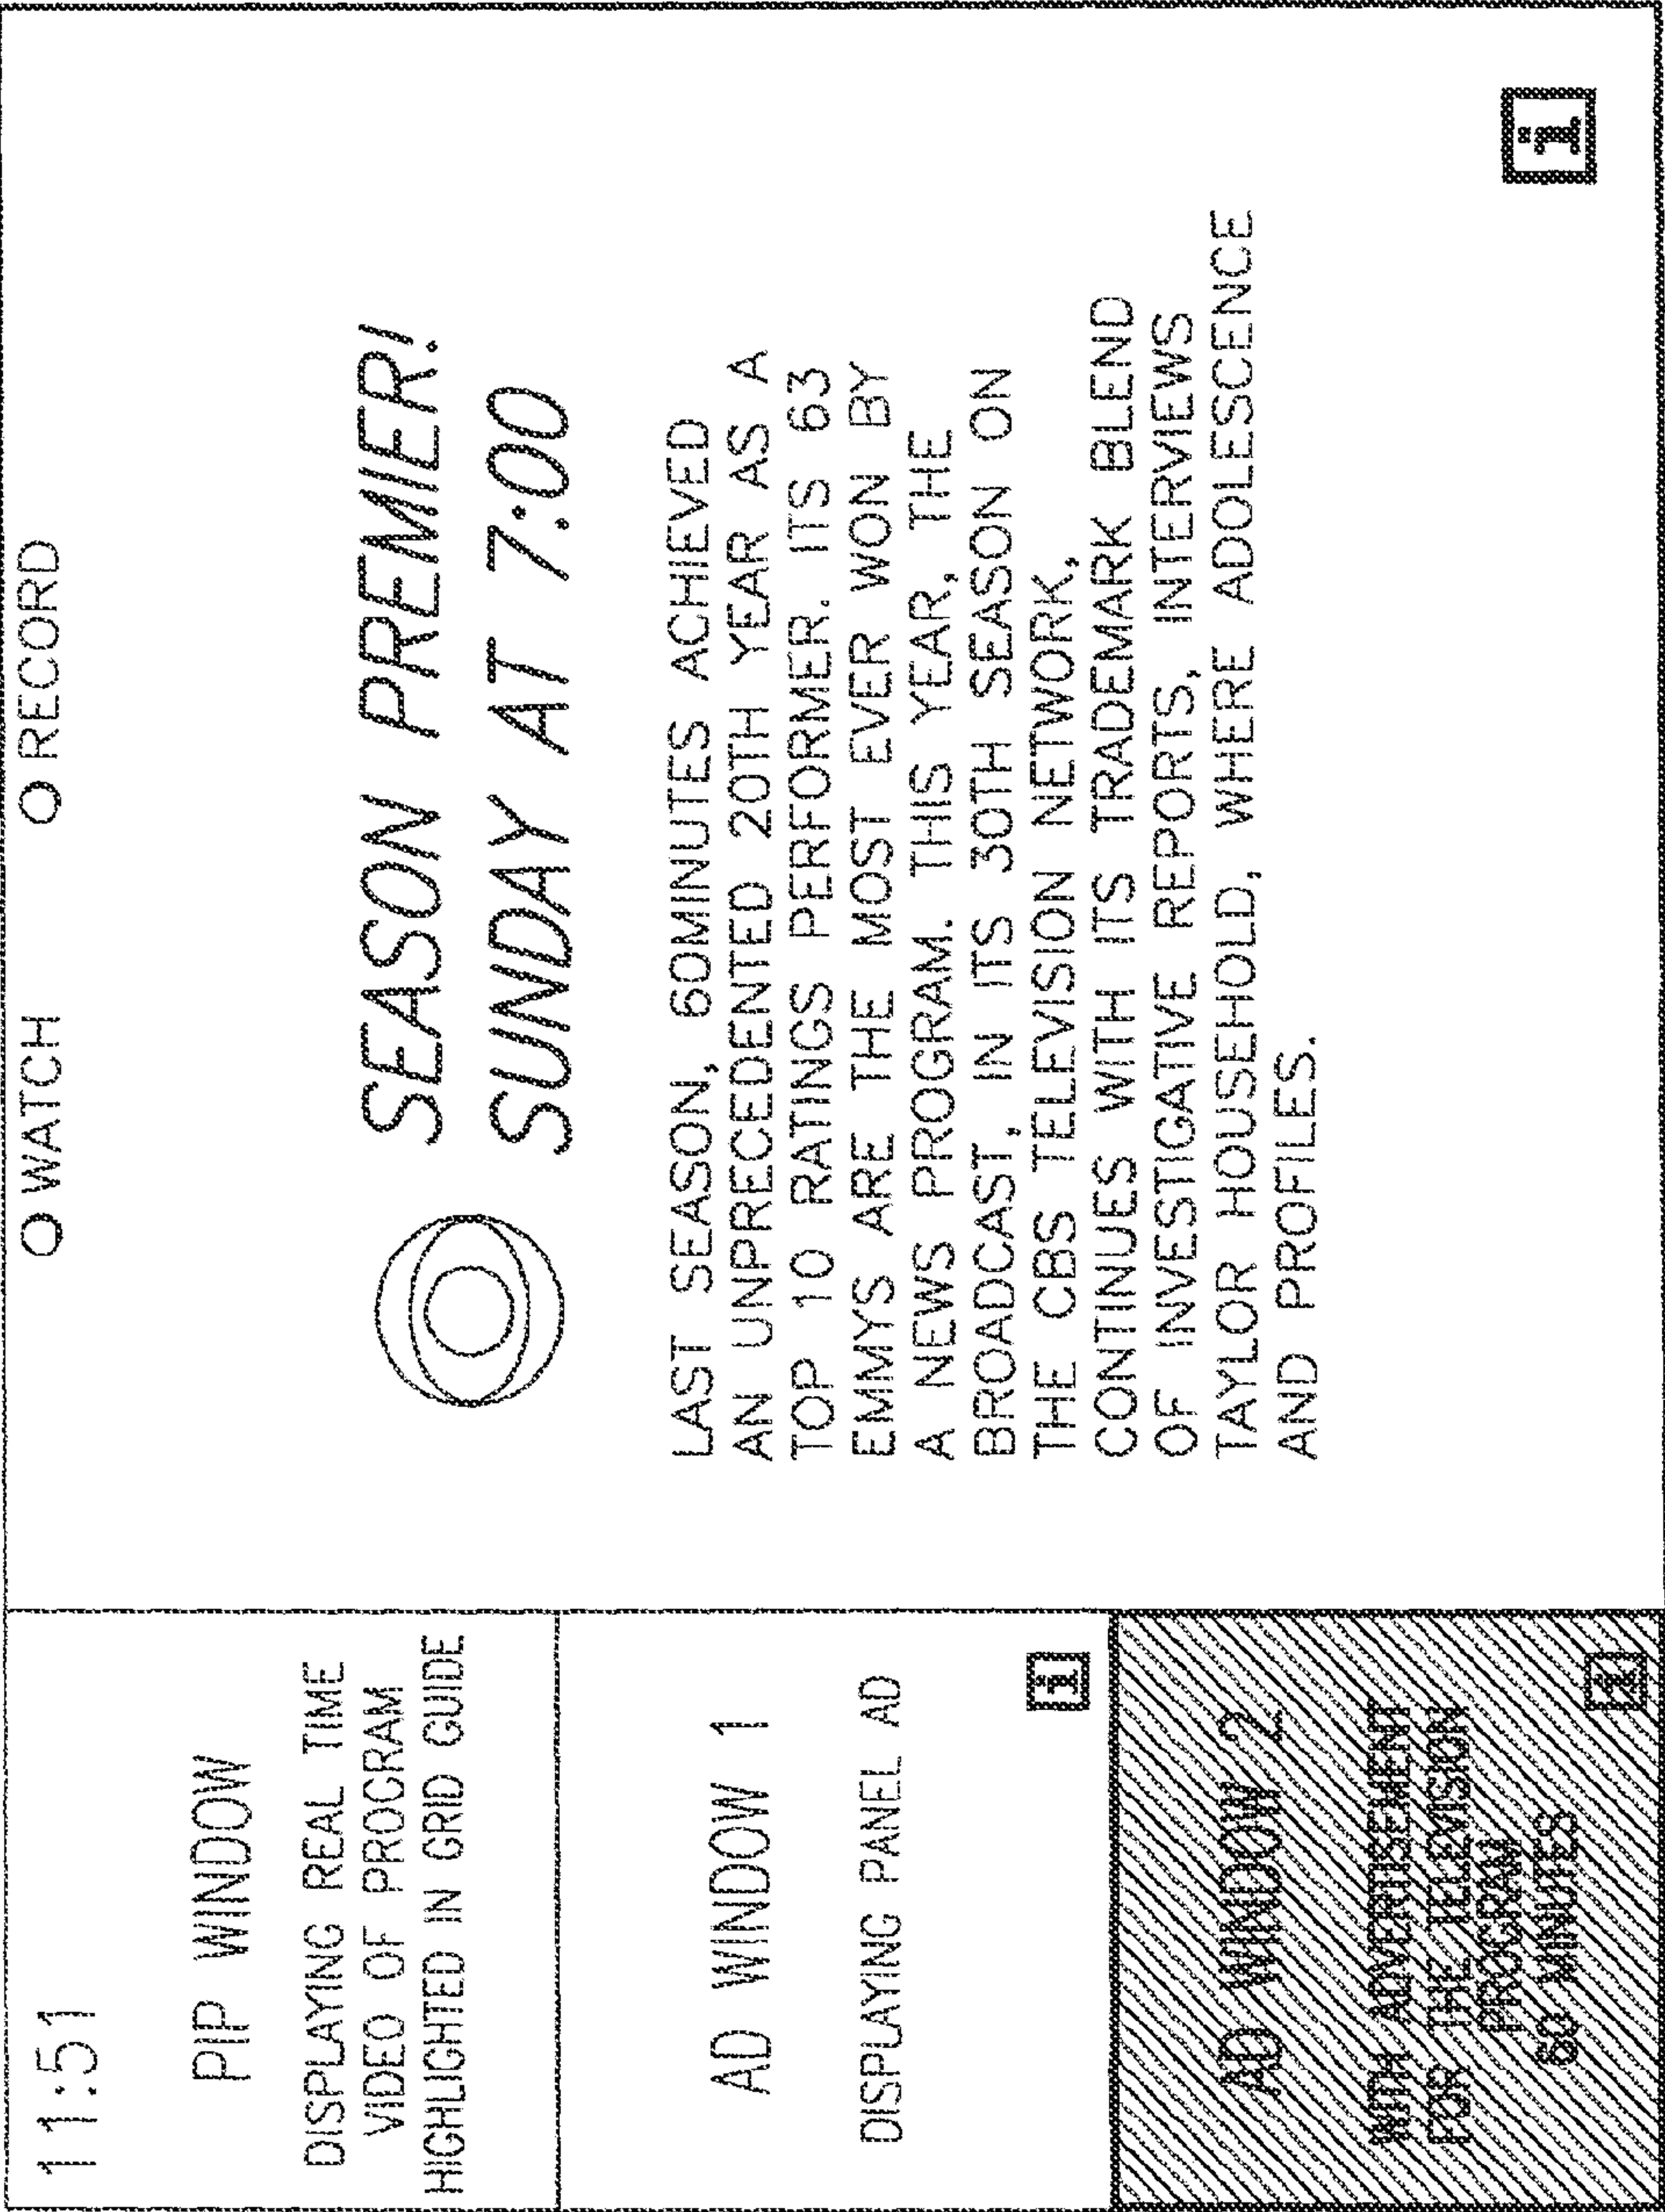 11:51
PIP WINDOW
DISPLAYING REAL TIME
VIDEO OF PROGRAM
HIGHLIGHTED IN GRID GUIDE
AD WINDOW 1
DISPLAYING PANEL AD
i
AD WINDOW 2
WITH ADVERTISEMENT
FOR THE TELEVISION
PROGRAM
60 MINUTES
i
O WATCH O RECORD
SEASON PREMIER!
SUNDAY AT 7:00
LAST SEASON, 60MINUTES ACHIEVED
AN UNPRECEDENTED 20TH YEAR AS A
TOP 10 RATINGS PERFORMER. ITS 63
EMMYS ARE THE MOST EVER WON BY
A NEWS PROGRAM. THIS YEAR, THE
BROADCAST, IN ITS 30TH SEASON ON
THE CBS TELEVISION NETWORK,
CONTINUES WITH ITS TRADEMARK BLEND
OF INVESTIGATIVE REPORTS, INTERVIEWS
TAYLOR HOUSEHOLD, WHERE ADOLESCENCE
AND PROFILES.
i